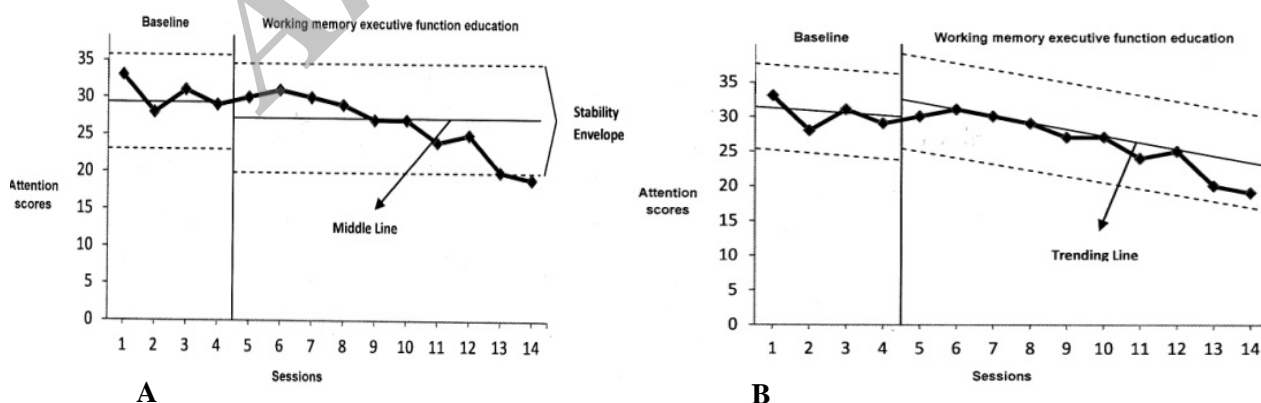 Baseline
Working memory executive function education
35
30
25
20
15
10
5
0
Attention
scores
Stability
Envelope
Middle Line
1 2 3 4 5 6 7 8 9 10 11 12 13 14
Sessions
A
Baseline
Working memory executive function education
35
30
25
20
15
10
5
0
Attention
scores
Trending Line
1 2 3 4 5 6 7 8 9 10 11 12 13 14
Sessions
B